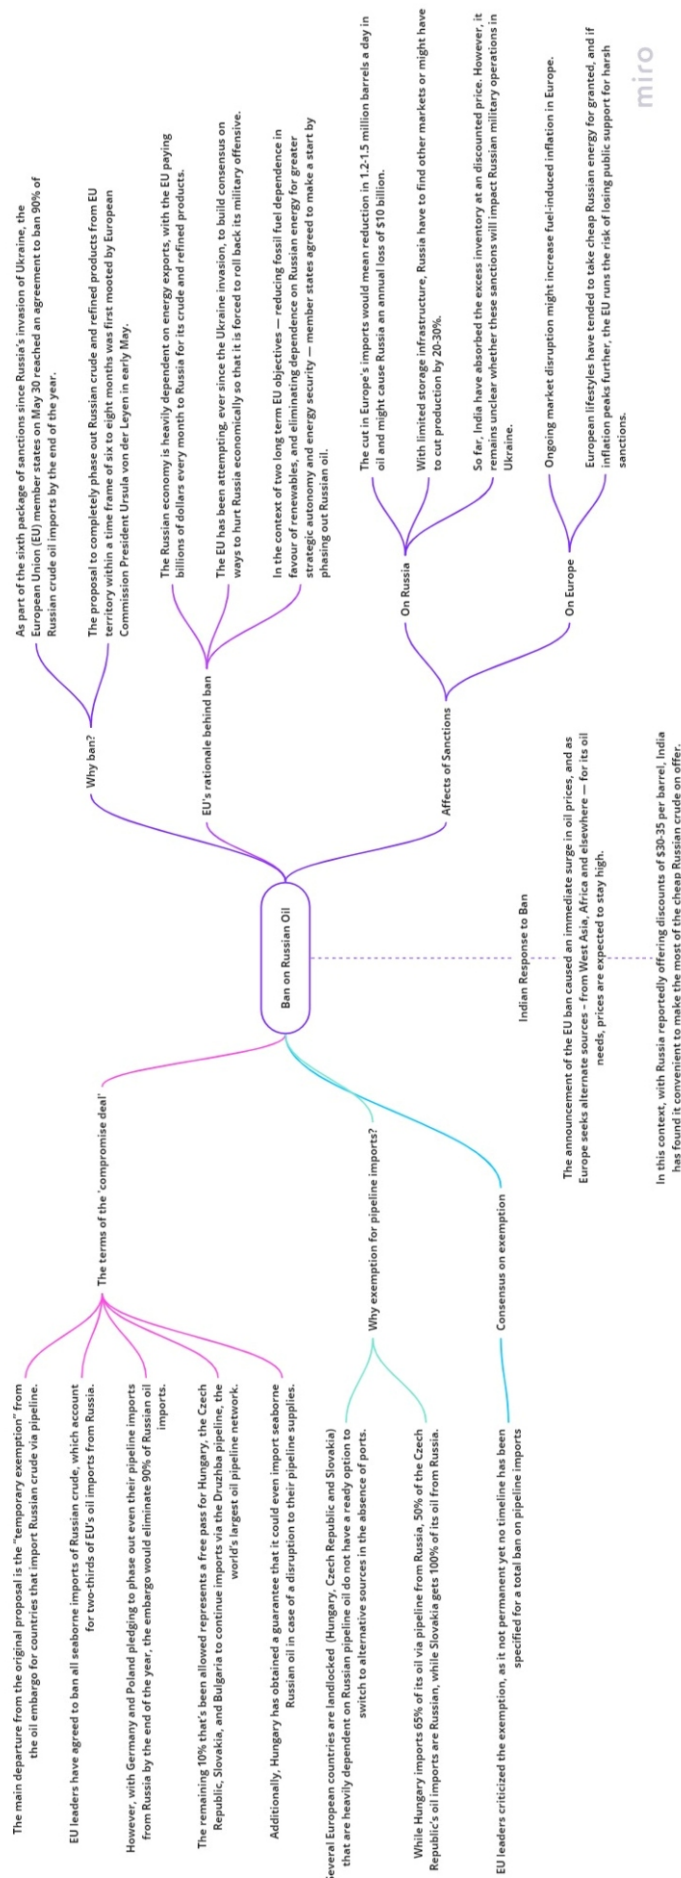 Ban on Russian Oil
Why ban?
As part of the sixth package of sanctions since Russia's invasion of Ukraine, the
European Union (EU) member states on May 30 reached an agreement to ban 90% of
Russian crude oil imports by the end of the year.
The proposal to completely phase out Russian crude and refined products from EU
territory within a time frame of six to eight months was first mooted by European
Commission President Ursula von der Leyen in early May.
EU's rationale behind ban
The Russian economy is heavily dependent on energy exports, with the EU paying
billions of dollars every month to Russia for its crude and refined products.
The EU has been attempting, ever since the Ukraine invasion, to build consensus on
ways to hurt Russia economically so that it is forced to roll back its military offensive.
In the context of two long term EU objectives — reducing fossil fuel dependence in
favour of renewables, and eliminating dependence on Russian energy for greater
strategic autonomy and energy security — member states agreed to make a start by
phasing out Russian oil.
Affects of Sanctions
On Russia
The cut in Europe's imports would mean reduction in 1.2-1.5 million barrels a day in
oil and might cause Russia an annual loss of $10 billion.
With limited storage infrastructure, Russia have to find other markets or might have
to cut production by 20-30%.
So far, India have absorbed the excess inventory at an discounted price. However, it
remains unclear whether these sanctions will impact Russian military operations in
Ukraine.
On Europe
Ongoing market disruption might increase fuel-induced inflation in Europe.
European lifestyles have tended to take cheap Russian energy for granted, and if
inflation peaks further, the EU runs the risk of losing public support for harsh
sanctions.
The terms of the 'compromise deal'
The main departure from the original proposal is the "temporary exemption" from
the oil embargo for countries that import Russian crude via pipeline.
EU leaders have agreed to ban all seaborne imports of Russian crude, which account
for two-thirds of EU's oil imports from Russia.
However, with Germany and Poland pledging to phase out even their pipeline imports
from Russia by the end of the year, the embargo would eliminate 90% of Russian oil
imports.
The remaining 10% that's been allowed represents a free pass for Hungary, the Czech
Republic, Slovakia, and Bulgaria to continue imports via the Druzhba pipeline, the
world's largest oil pipeline network.
Additionally, Hungary has obtained a guarantee that it could even import seaborne
Russian oil in case of a disruption to their pipeline supplies.
Why exemption for pipeline imports?
Several European countries are landlocked (Hungary, Czech Republic and Slovakia)
that are heavily dependent on Russian pipeline oil do not have a ready option to
switch to alternative sources in the absence of ports.
While Hungary imports 65% of its oil via pipeline from Russia, 50% of the Czech
Republic's oil imports are Russian, while Slovakia gets 100% of its oil from Russia.
Consensus on exemption
EU leaders criticized the exemption, as it not permanent yet no timeline has been
specified for a total ban on pipeline imports
Indian Response to Ban
The announcement of the EU ban caused an immediate surge in oil prices, and as
Europe seeks alternate sources - from West Asia, Africa and elsewhere — for its oil
needs, prices are expected to stay high.
In this context, with Russia reportedly offering discounts of $30-35 per barrel, India
has found it convenient to make the most of the cheap Russian crude on offer.
miro